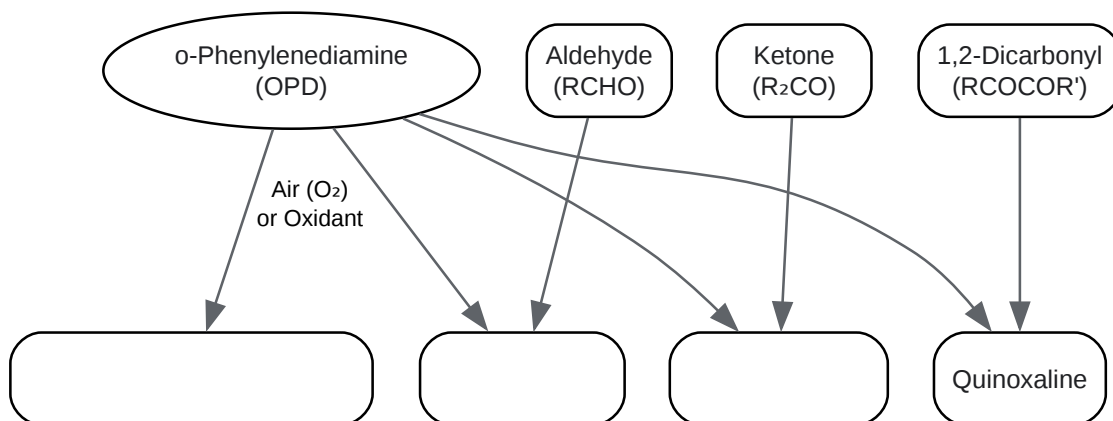 o-Phenylenediamine
(OPD)
Aldehyde
(RCHO)
Ketone
(R₂CO)
1,2-Dicarbonyl
(RCOCOR')
Air (O₂)
or Oxidant
Quinoxaline